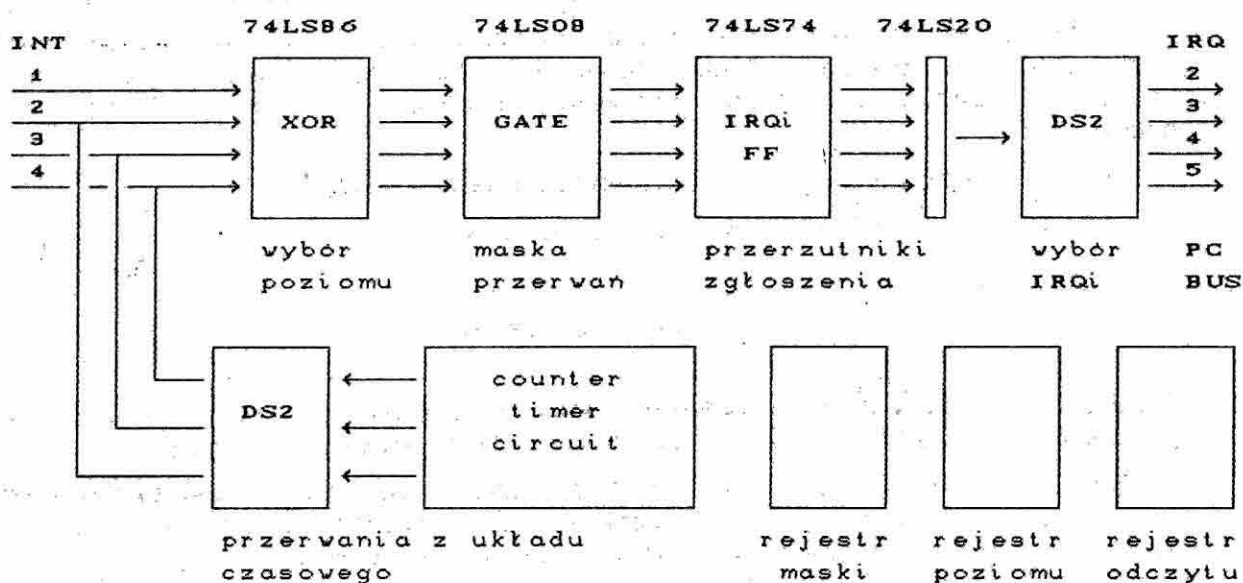 74LS86 74LS08 74LS74 74LS20
INT IRQ
1 2
2 XOR GATE IRQi DS2 3
3 FF 4
4 5
wybór maska przerzutniki wybór PC
poziomu przerwań zgłoszenia IRQi BUS
counter
DS2 timer
circuit
przerwania z układu rejestr rejestr rejestr
czasowego maski poziomu odczytu